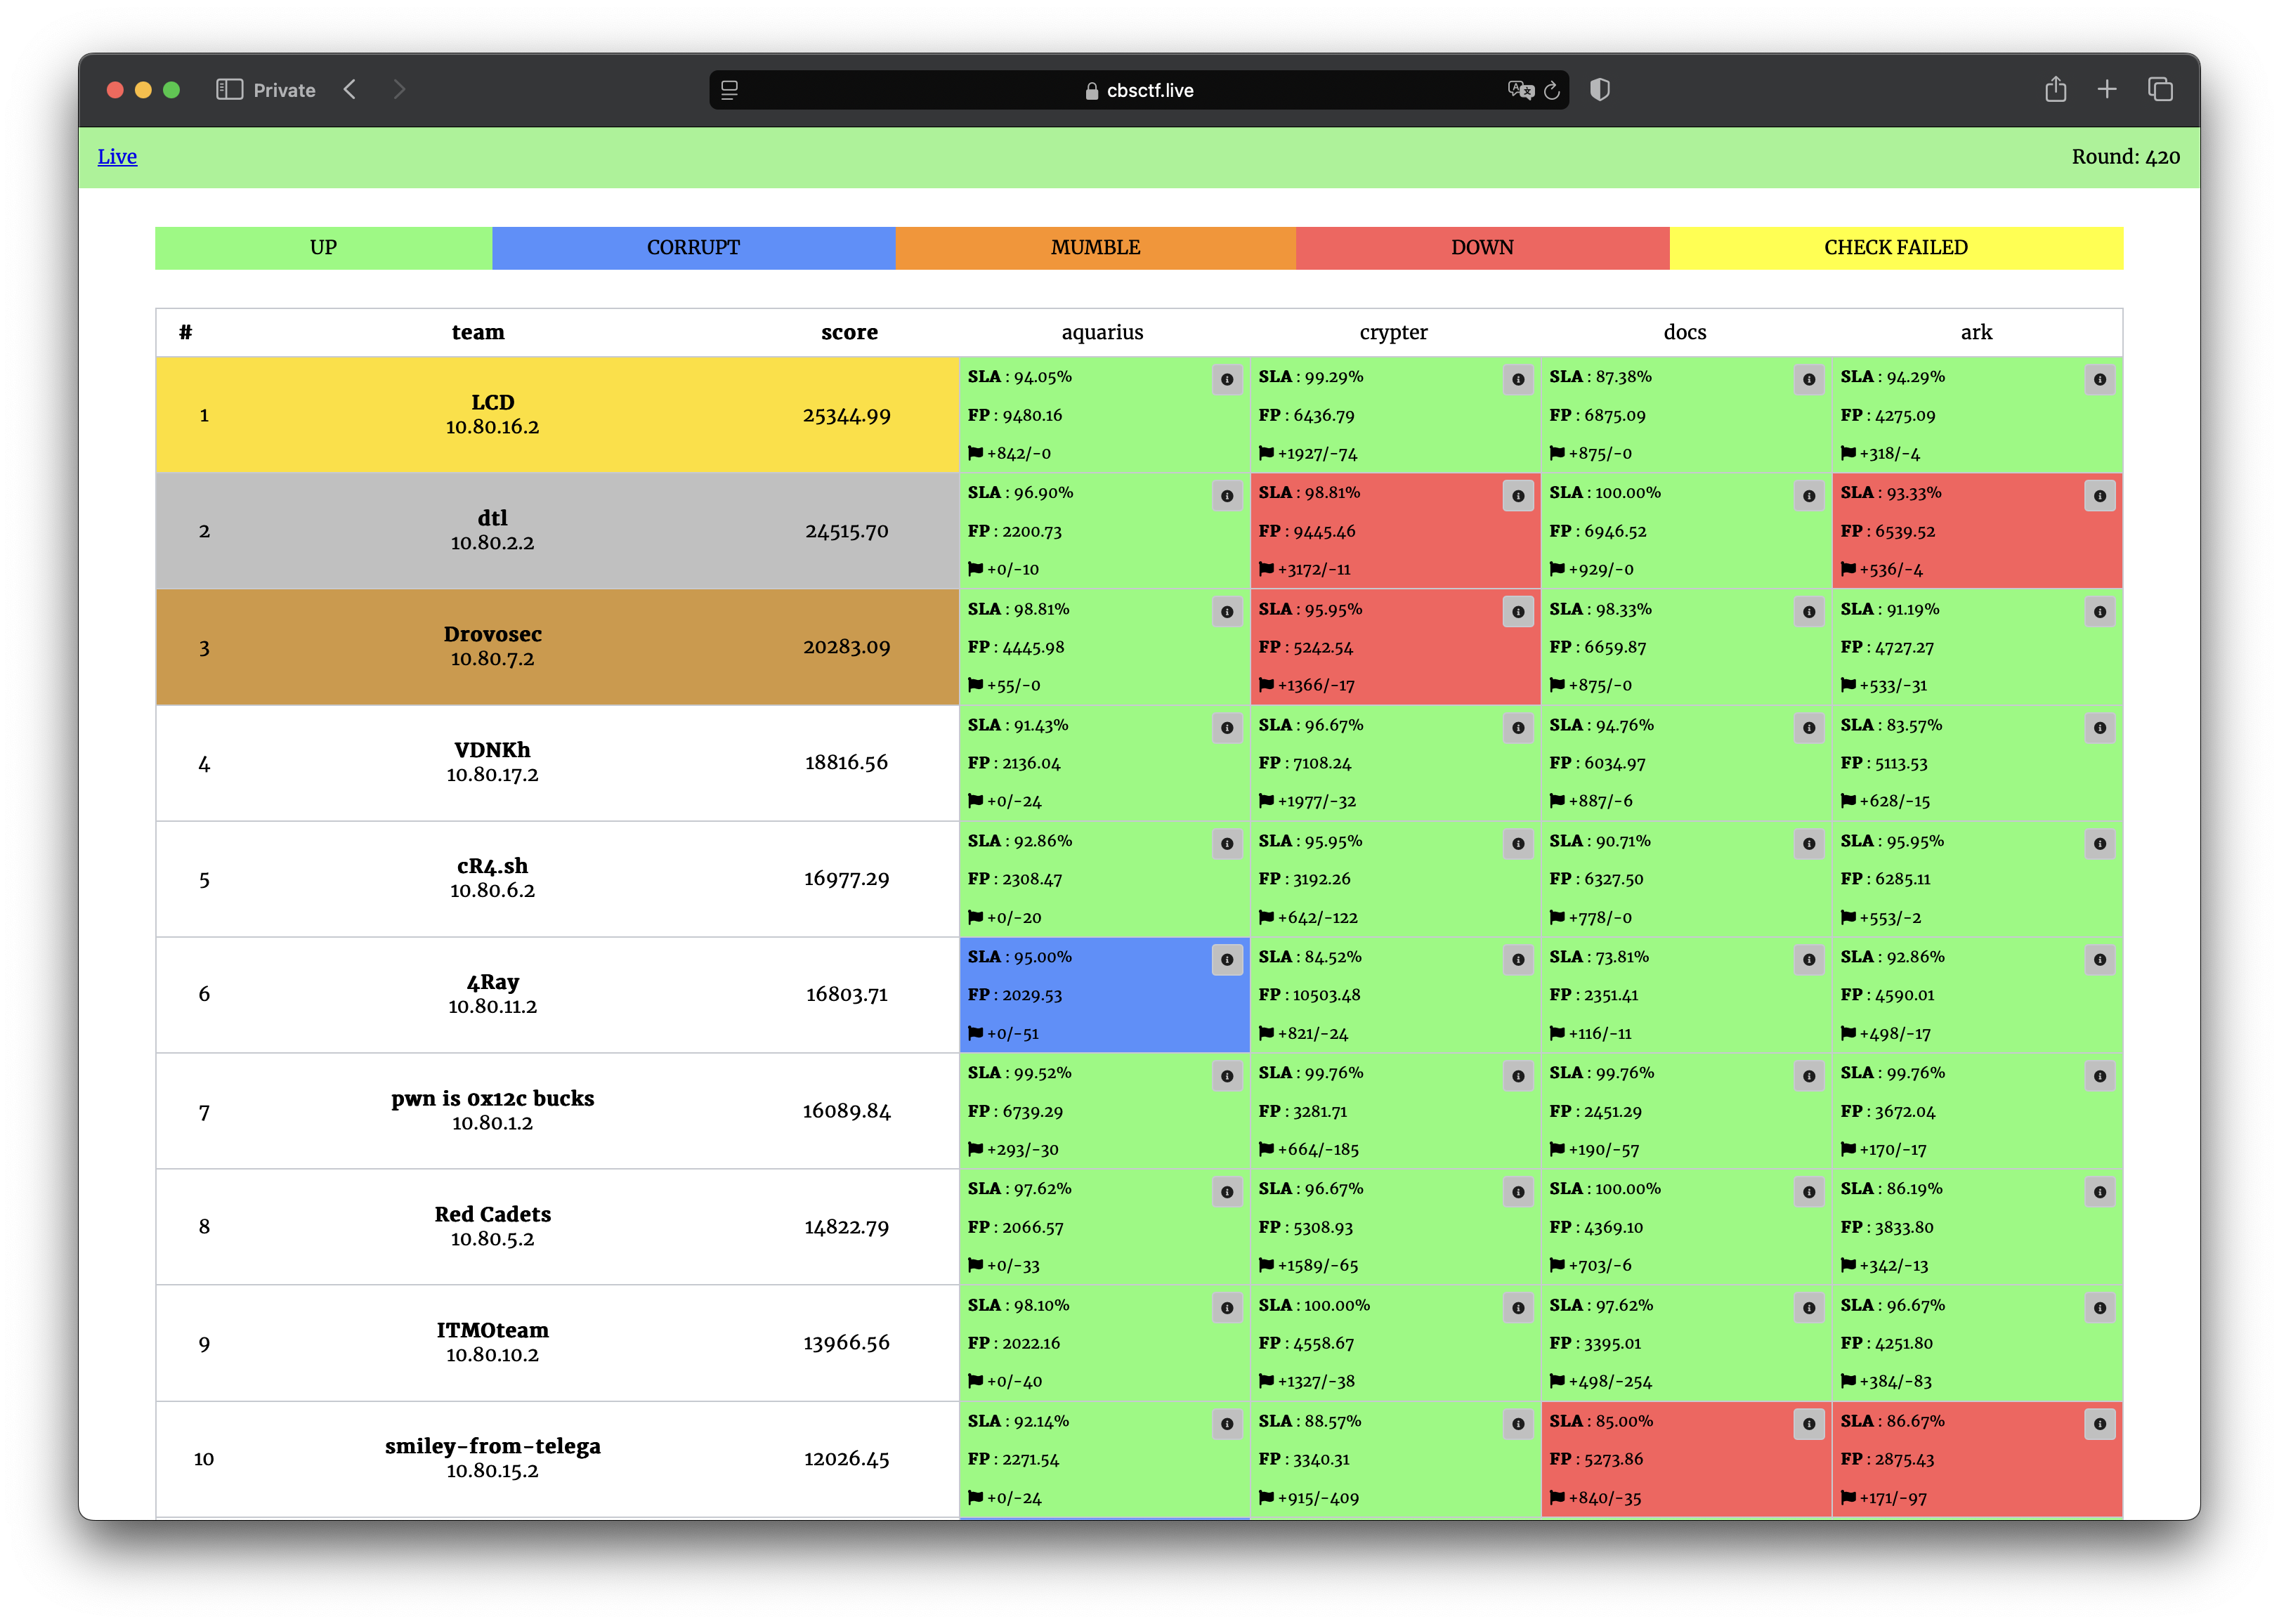 Private
cbsctf.live
Live
Round: 420
UP CORRUPT MUMBLE DOWN CHECK FAILED
# team score aquarius crypter docs ark
1 LCD 10.80.16.2 25344.99
SLA : 94.05% SLA : 99.29% SLA : 87.38% SLA : 94.29%
FP : 9480.16 FP : 6436.79 FP : 6875.09 FP : 4275.09
+842/-0 +1927/-74 +875/-0 +318/-4
2 dtl 10.80.2.2 24515.70
SLA : 96.90% SLA : 98.81% SLA : 100.00% SLA : 93.33%
FP : 2200.73 FP : 9445.46 FP : 6946.52 FP : 6539.52
+0/-10 +3172/-11 +929/-0 +536/-4
3 Drovosec 10.80.7.2 20283.09
SLA : 98.81% SLA : 95.95% SLA : 98.33% SLA : 91.19%
FP : 4445.98 FP : 5242.54 FP : 6659.87 FP : 4727.27
+55/-0 +1366/-17 +875/-0 +533/-31
4 VDNKh 10.80.17.2 18816.56
SLA : 91.43% SLA : 96.67% SLA : 94.76% SLA : 83.57%
FP : 2136.04 FP : 7108.24 FP : 6034.97 FP : 5113.53
+0/-24 +1977/-32 +887/-6 +628/-15
5 cR4.sh 10.80.6.2 16977.29
SLA : 92.86% SLA : 95.95% SLA : 90.71% SLA : 95.95%
FP : 2308.47 FP : 3192.26 FP : 6327.50 FP : 6285.11
+0/-20 +642/-122 +778/-0 +553/-2
6 4Ray 10.80.11.2 16803.71
SLA : 95.00% SLA : 84.52% SLA : 73.81% SLA : 92.86%
FP : 2029.53 FP : 10503.48 FP : 2351.41 FP : 4590.01
+0/-51 +821/-24 +116/-11 +498/-17
7 pwn is 0x12c bucks 10.80.1.2 16089.84
SLA : 99.52% SLA : 99.76% SLA : 99.76% SLA : 99.76%
FP : 6739.29 FP : 3281.71 FP : 2451.29 FP : 3672.04
+293/-30 +664/-185 +190/-57 +170/-17
8 Red Cadets 10.80.5.2 14822.79
SLA : 97.62% SLA : 96.67% SLA : 100.00% SLA : 86.19%
FP : 2066.57 FP : 5308.93 FP : 4369.10 FP : 3833.80
+0/-33 +1589/-65 +703/-6 +342/-13
9 ITMOteam 10.80.10.2 13966.56
SLA : 98.10% SLA : 100.00% SLA : 97.62% SLA : 96.67%
FP : 2022.16 FP : 4558.67 FP : 3395.01 FP : 4251.80
+0/-40 +1327/-38 +498/-254 +384/-83
10 smiley-from-telega 10.80.15.2 12026.45
SLA : 92.14% SLA : 88.57% SLA : 85.00% SLA : 86.67%
FP : 2271.54 FP : 3340.31 FP : 5273.86 FP : 2875.43
+0/-24 +915/-409 +840/-35 +171/-97